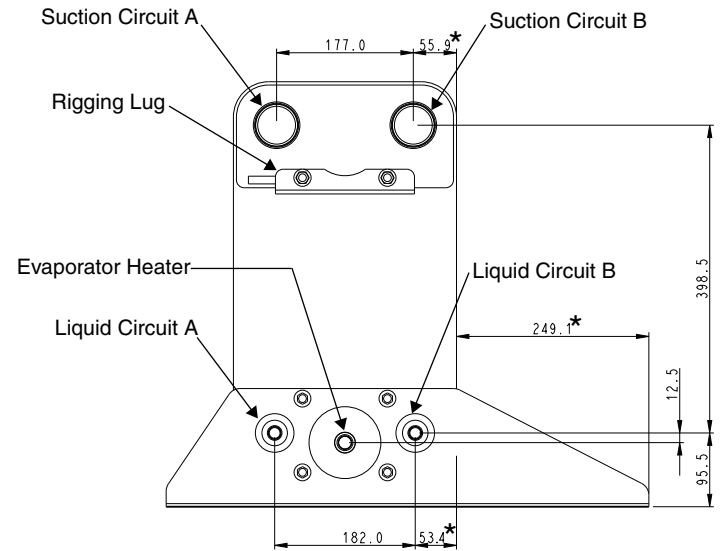 Suction Circuit A
177.0
55.9*
Suction Circuit B
Rigging Lug
398.5
Evaporator Heater
Liquid Circuit B
Liquid Circuit A
249.1*
12.5
95.5
182.0
53.4*